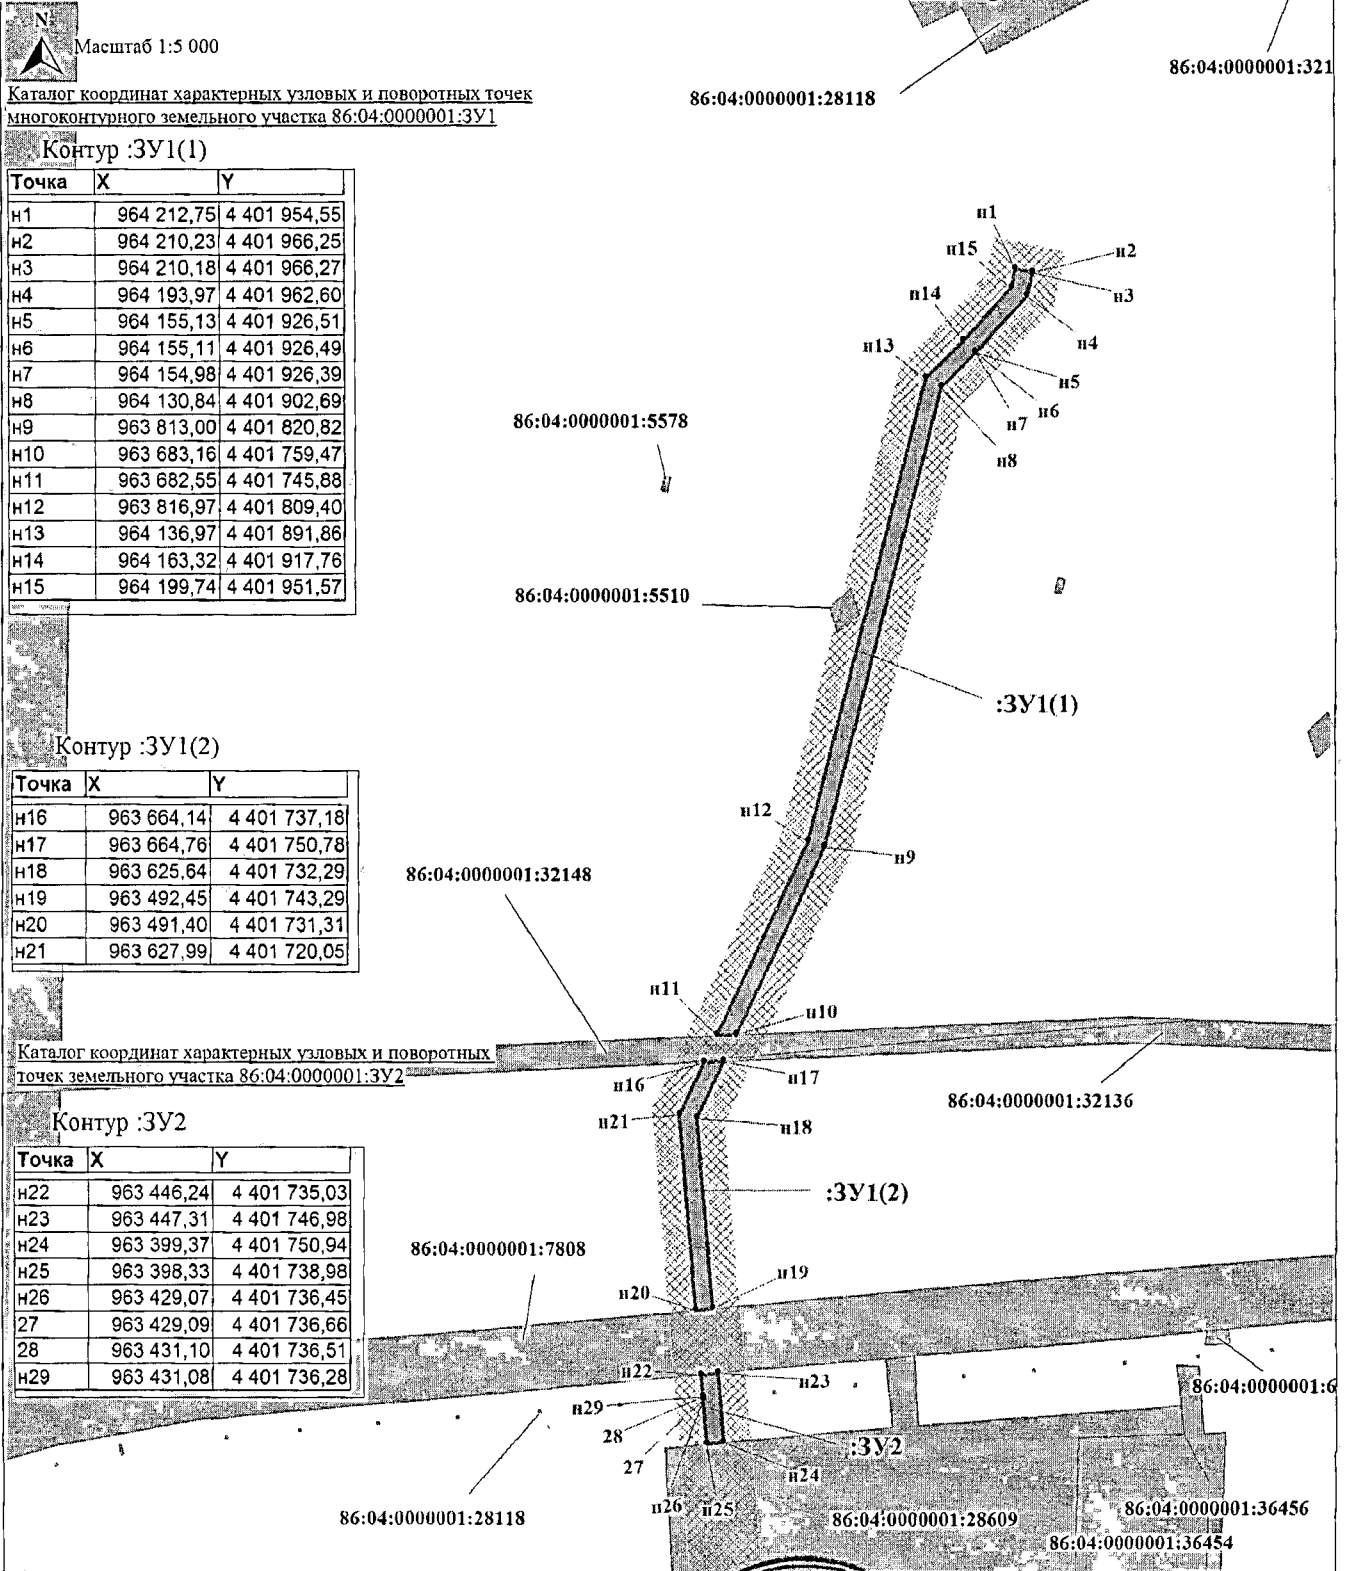 N
Масштаб 1:5 000
Каталог координат характерных узловых и поворотных точек
многоконтурного земельного участка 86:04:0000001:ЗУ1
Контур :ЗУ1(1)
Точка X Y
н1 964 212,75 4 401 954,55
н2 964 210,23 4 401 966,25
н3 964 210,18 4 401 966,27
н4 964 193,97 4 401 962,60
н5 964 155,13 4 401 926,51
н6 964 155,11 4 401 926,49
н7 964 154,98 4 401 926,39
н8 964 130,84 4 401 902,69
н9 963 813,00 4 401 820,82
н10 963 683,16 4 401 759,47
н11 963 682,55 4 401 745,88
н12 963 816,97 4 401 809,40
н13 964 136,97 4 401 891,86
н14 964 163,32 4 401 917,76
н15 964 199,74 4 401 951,57
Контур :ЗУ1(2)
Точка X Y
н16 963 664,14 4 401 737,18
н17 963 664,76 4 401 750,78
н18 963 625,64 4 401 732,29
н19 963 492,45 4 401 743,29
н20 963 491,40 4 401 731,31
н21 963 627,99 4 401 720,05
Каталог координат характерных узловых и поворотных
точек земельного участка 86:04:0000001:ЗУ2
Контур :ЗУ2
Точка X Y
н22 963 446,24 4 401 735,03
н23 963 447,31 4 401 746,98
н24 963 399,37 4 401 750,94
н25 963 398,33 4 401 738,98
н26 963 429,07 4 401 736,45
27 963 429,09 4 401 736,66
28 963 431,10 4 401 736,51
н29 963 431,08 4 401 736,28
86:04:0000001:321
86:04:0000001:28118
н1
н15
н2
н14
н3
н4
н13
н5
н6
н7
н8
86:04:0000001:5578
86:04:0000001:5510
:ЗУ1(1)
н12
н9
86:04:0000001:32148
н11
н10
н16
н17
86:04:0000001:32136
н21
н18
:ЗУ1(2)
86:04:0000001:7808
н19
н20
н22
н23
86:04:0000001:6
н29
28
:ЗУ2
27
н24
н26
н25
86:04:0000001:28118
86:04:0000001:28609
86:04:0000001:36456
86:04:0000001:36454